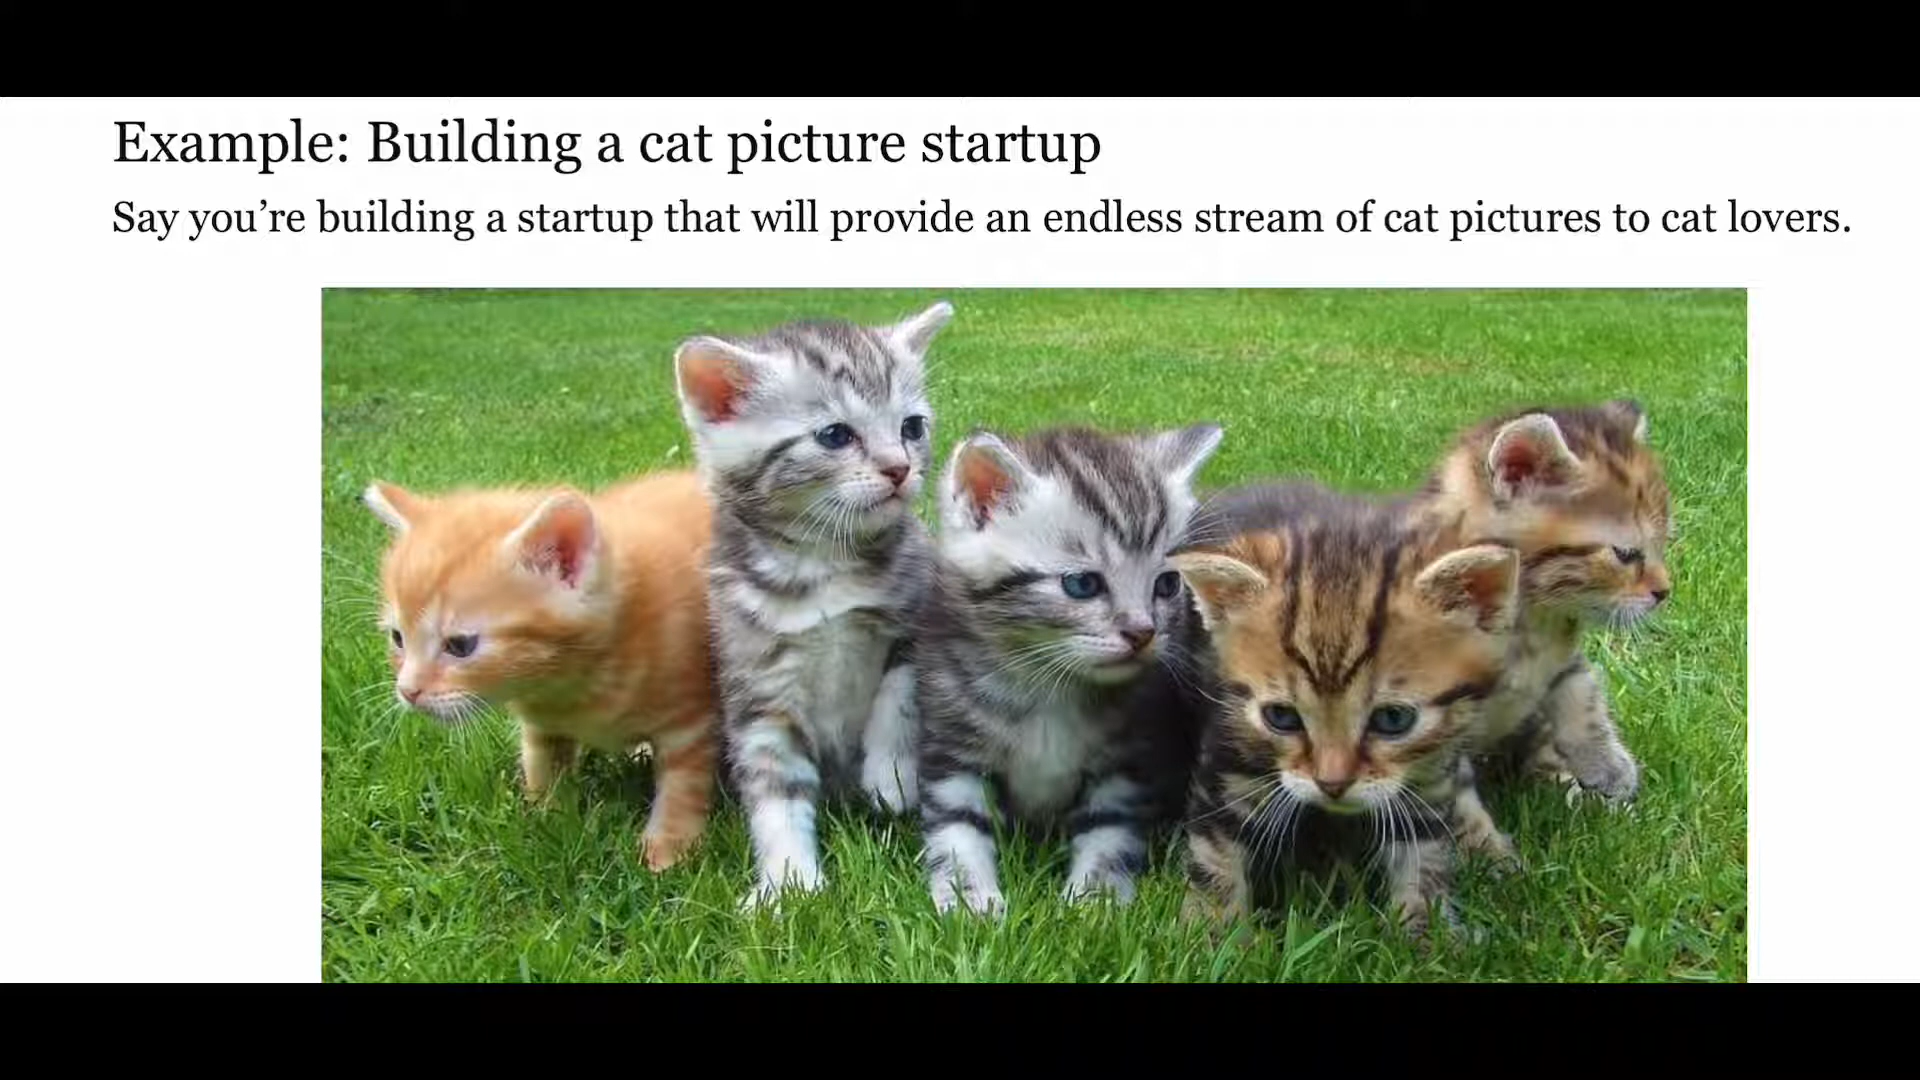 Example: Building a cat picture startup
Say you’re building a startup that will provide an endless stream of cat pictures to cat lovers.